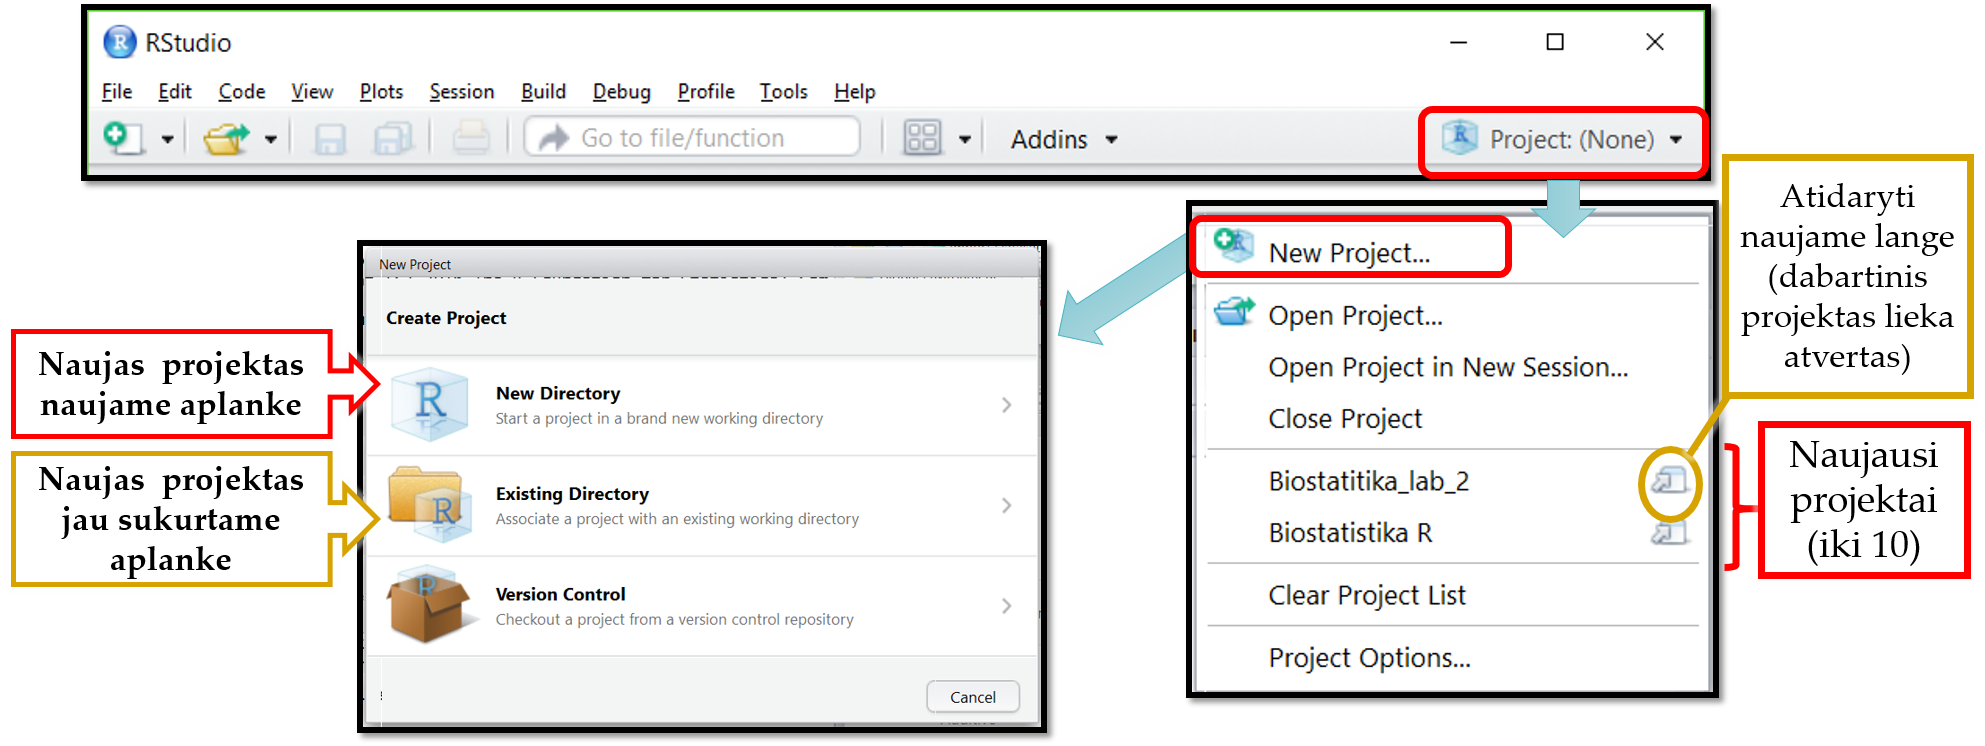 RStudio
File Edit Code View Plots Session Build Debug Profile Tools Help
Go to file/function
Addins
Project: (None)
New Project...
Open Project...
Open Project in New Session...
Close Project
Biostatitika_lab_2
Biostatistika R
Clear Project List
Project Options...
Atidaryti
naujame lange
(dabartinis
projektas lieka
atvertas)
Naujausi
projektai
(iki 10)
New Project
Create Project
New Directory
Start a project in a brand new working directory
Existing Directory
Associate a project with an existing working directory
Version Control
Checkout a project from a version control repository
Cancel
Naujas projektas
naujame aplanke
Naujas projektas
jau sukurtame
aplanke